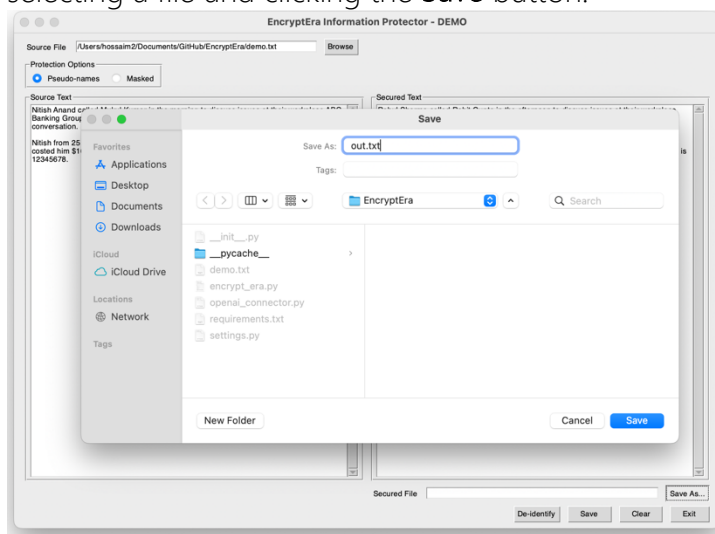 selecting a file and clicking the Save button.
EncryptEra Information Protector - DEMO
Source File /Users/hossaim2/Documents/GitHub/EncryptEra/demo.txt Browse
Protection Options
Pseudo-names Masked
Source Text
Secured Text
Nitish Anand
Banking Group
conversation.
Nitish from 25
costed him $1
12345678.
is
Save
Save As: out.txt
Tags:
EncryptEra
Search
Favorites
Applications
Desktop
Documents
Downloads
iCloud
iCloud Drive
Locations
Network
Tags
__init__.py
__pycache__
demo.txt
encrypt_era.py
openai_connector.py
requirements.txt
settings.py
New Folder Cancel Save
Secured File Save As...
De-identify Save Clear Exit